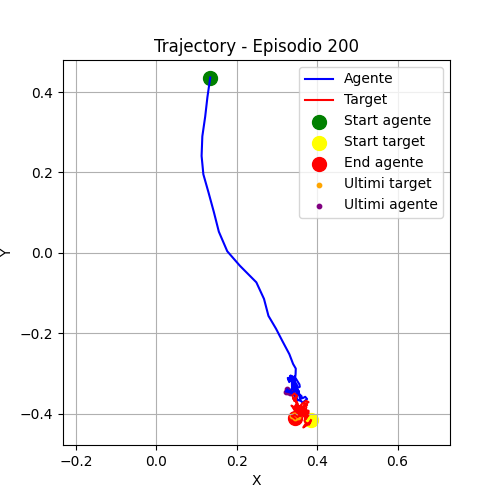 Trajectory - Episodio 200
Agente
Target
Start agente
Start target
End agente
Ultimi target
Ultimi agente
Y
0.4
0.2
0.0
−0.2
−0.4
−0.2
0.0
0.2
0.4
0.6
X